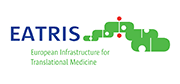 EATRIS
European Infrastructure for
Translational Medicine